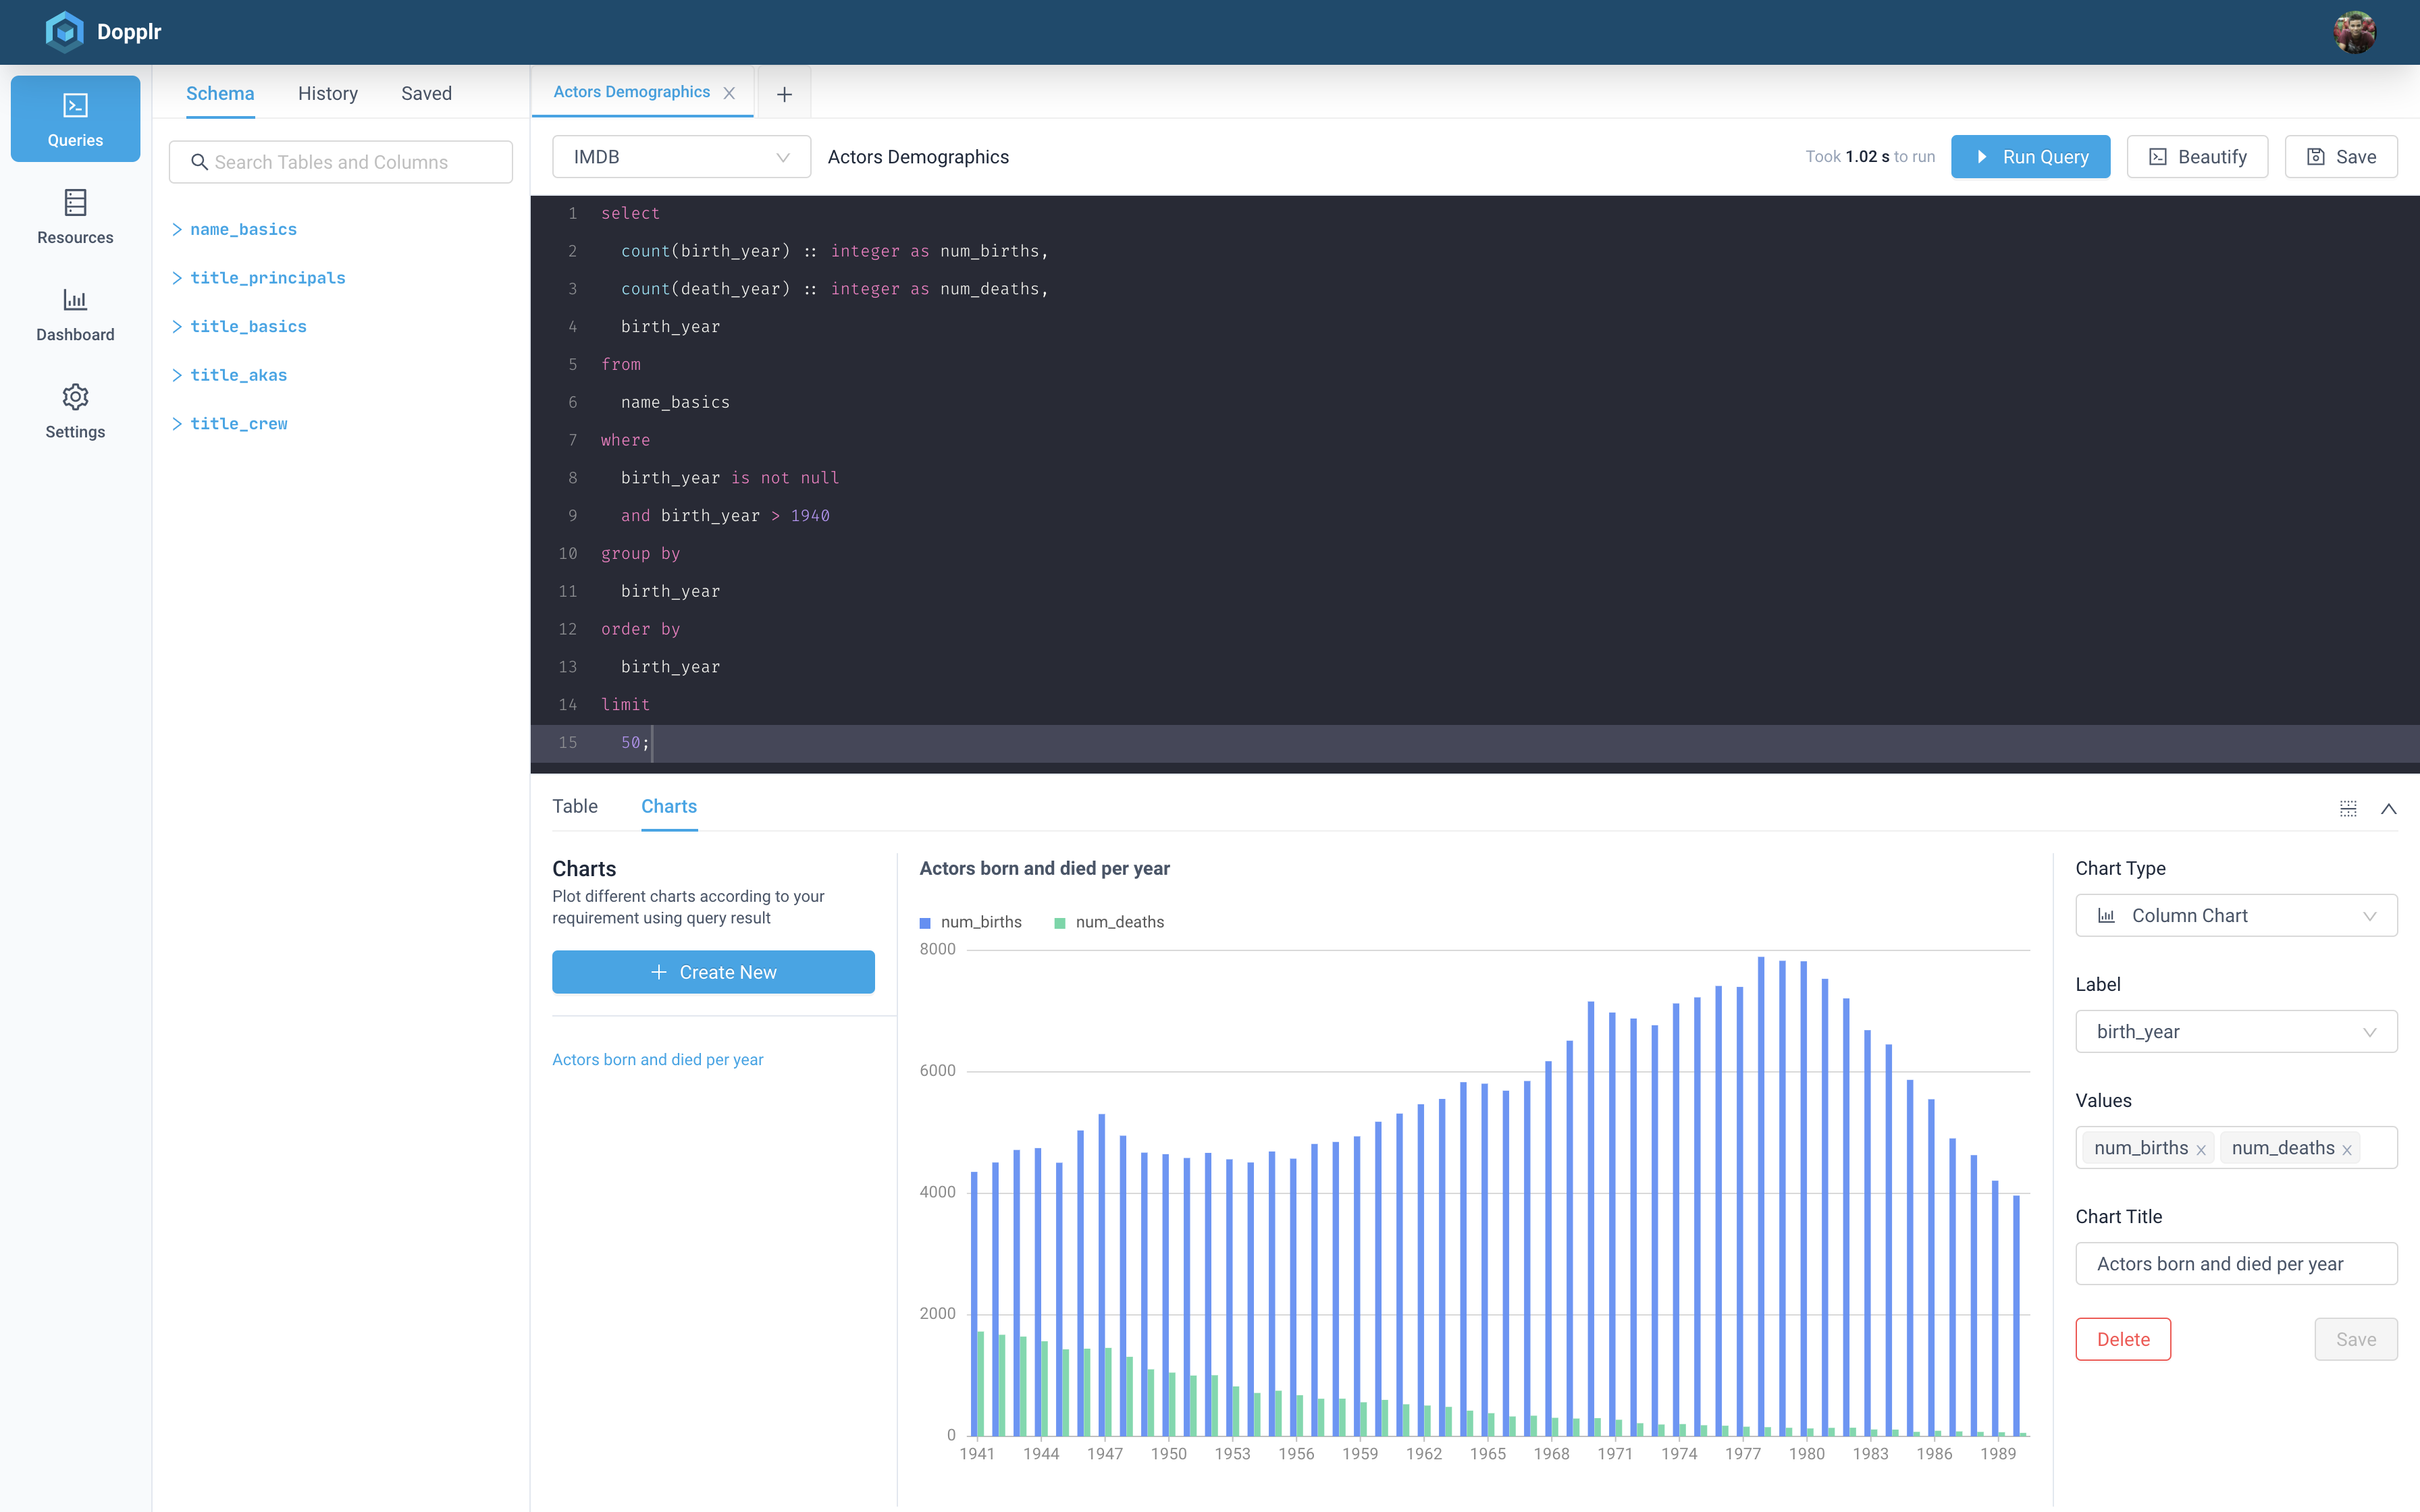 Dopplr
Queries
Resources
Dashboard
Settings
Schema History Saved
Search Tables and Columns
name_basics
title_principals
title_basics
title_akas
title_crew
Actors Demographics
IMDB
Actors Demographics
Took 1.02 s to run
Run Query
Beautify
Save
1 select
2 count(birth_year) :: integer as num_births,
3 count(death_year) :: integer as num_deaths,
4 birth_year
5 from
6 name_basics
7 where
8 birth_year is not null
9 and birth_year > 1940
10 group by
11 birth_year
12 order by
13 birth_year
14 limit
15 50;
Table Charts
Charts
Plot different charts according to your
requirement using query result
Create New
Actors born and died per year
Actors born and died per year
num_births num_deaths
8000
6000
4000
2000
0
1941 1944 1947 1950 1953 1956 1959 1962 1965 1968 1971 1974 1977 1980 1983 1986 1989
Chart Type
Column Chart
Label
birth_year
Values
num_births num_deaths
Chart Title
Actors born and died per year
Delete Save